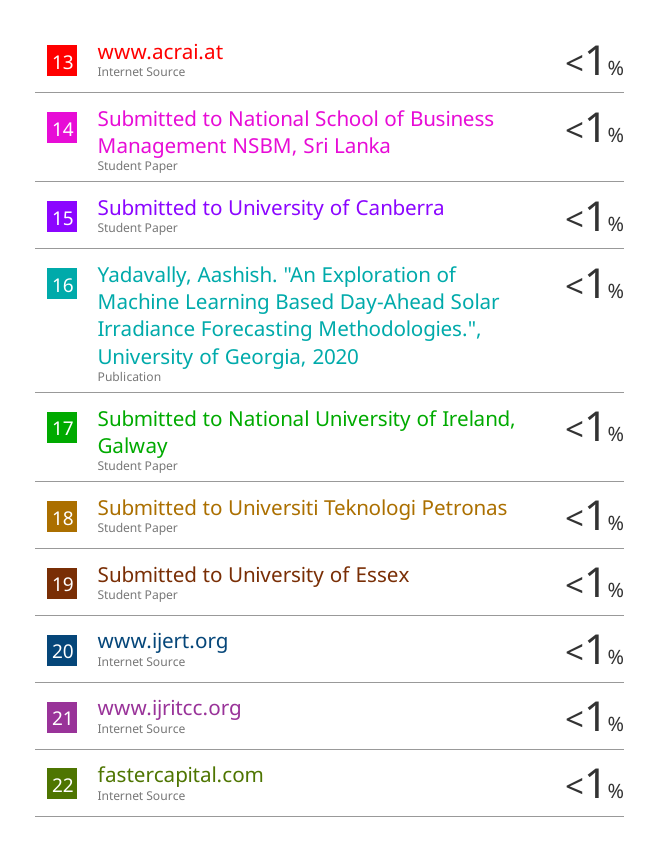 13 www.acrai.at <1%
Internet Source
14 Submitted to National School of Business <1%
Management NSBM, Sri Lanka
Student Paper
15 Submitted to University of Canberra <1%
Student Paper
16 Yadavally, Aashish. "An Exploration of <1%
Machine Learning Based Day-Ahead Solar
Irradiance Forecasting Methodologies.",
University of Georgia, 2020
Publication
17 Submitted to National University of Ireland, <1%
Galway
Student Paper
18 Submitted to Universiti Teknologi Petronas <1%
Student Paper
19 Submitted to University of Essex <1%
Student Paper
20 www.ijert.org <1%
Internet Source
21 www.ijritcc.org <1%
Internet Source
22 fastercapital.com <1%
Internet Source